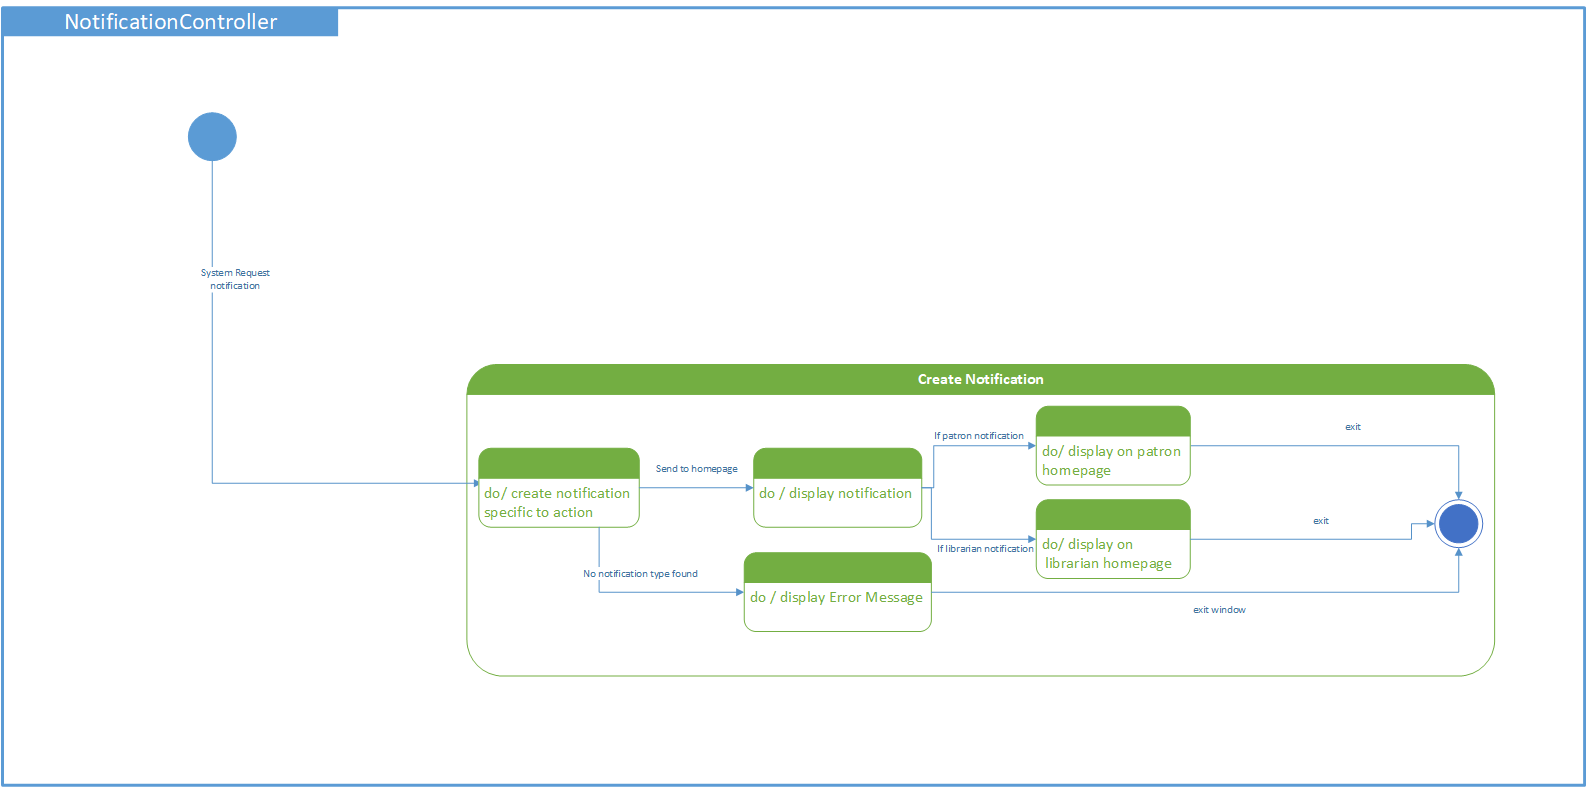 NotificationController
System Request
notification
Create Notification
do/ create notification
specific to action
Send to homepage
do / display notification
If patron notification
do/ display on patron
homepage
exit
If librarian notification
do/ display on
librarian homepage
exit
No notification type found
do / display Error Message
exit window